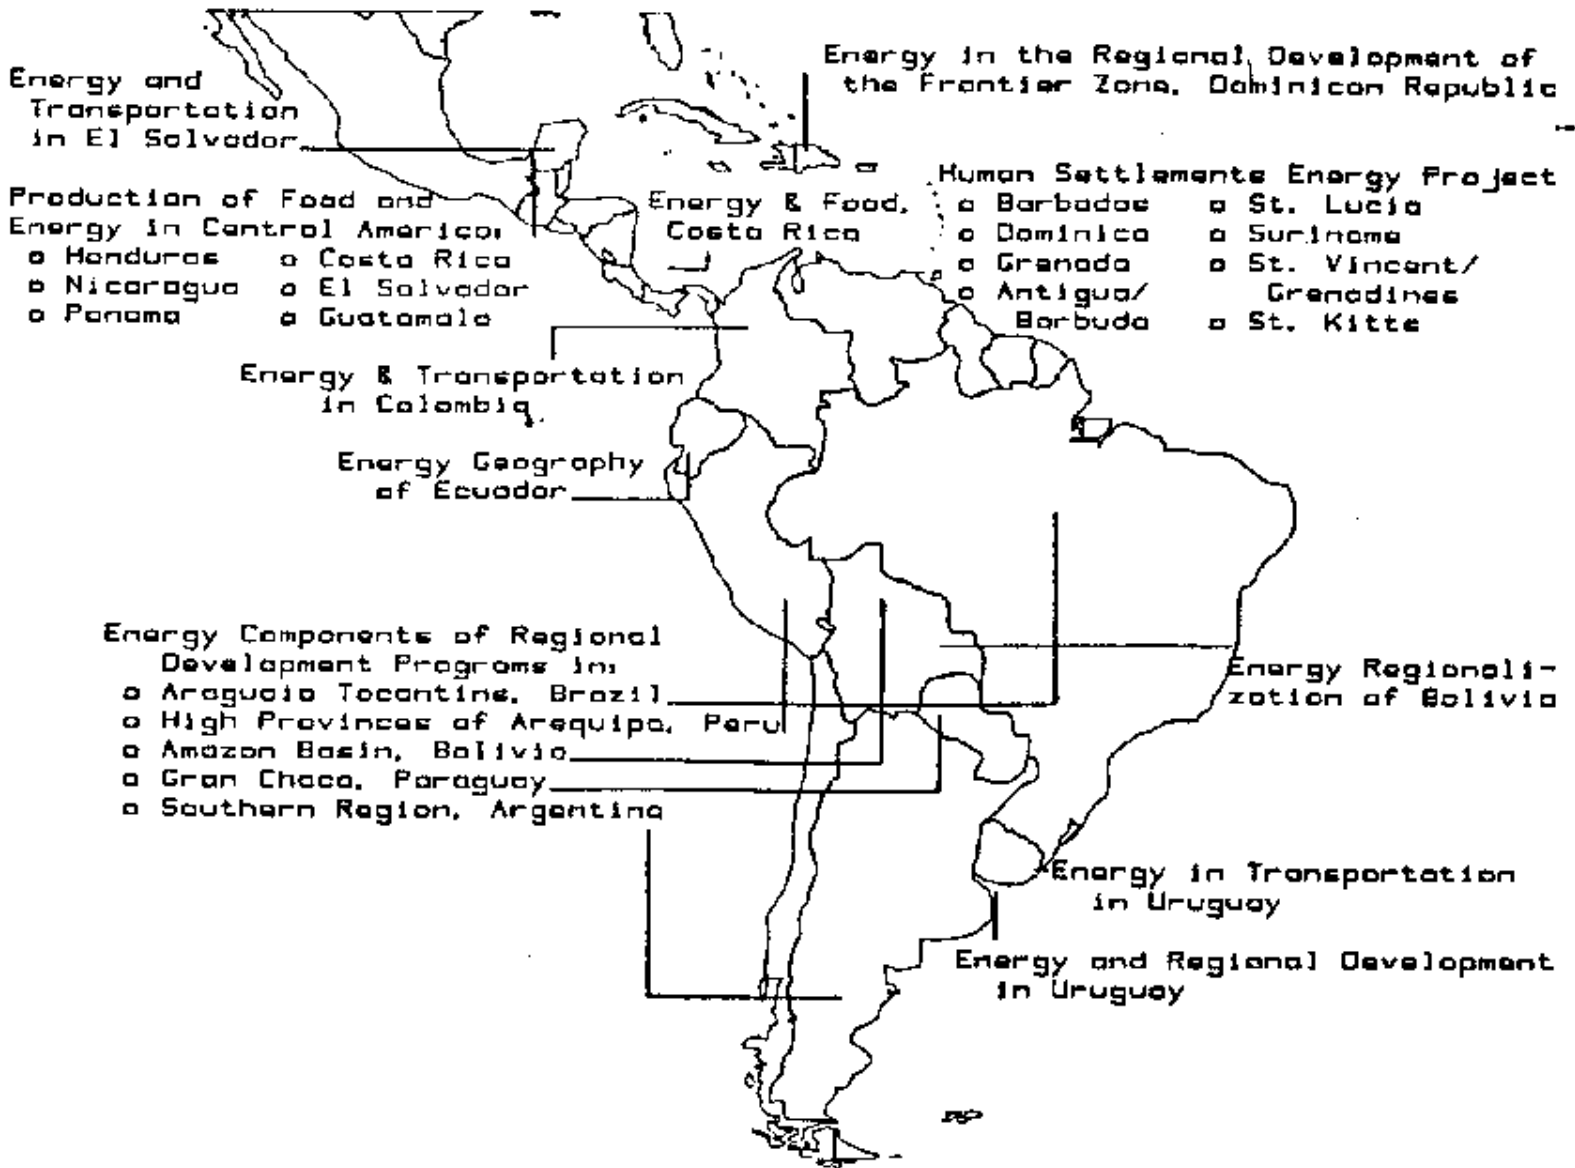 Energy and
Transportation
in El Salvador
Energy in the Regional Development of
the Frontier Zone, Dominican Republic
Production of Food and
Energy in Central America:
o Honduras o Costa Rica
o Nicaragua o El Salvador
o Panama o Guatamala
Energy & Food,
Costa Rica
Human Settlements Energy Project
o Barbados o St. Lucia
o Dominica o Suriname
o Grenada o St. Vincent/
Grenadines
o Antigua/
Barbuda o St. Kitts
Energy & Transportation
in Colombia
Energy Geography
of Ecuador
Energy Components of Regional
Development Programs in:
o Araguaia Tocantins, Brazil
o High Provinces of Arequipa, Peru
o Amazon Basin, Bolivia
o Gran Chaco, Paraguay
o Southern Region, Argentina
Energy Regionali-
zation of Bolivia
Energy in Transportation
in Uruguay
Energy and Regional Development
in Uruguay